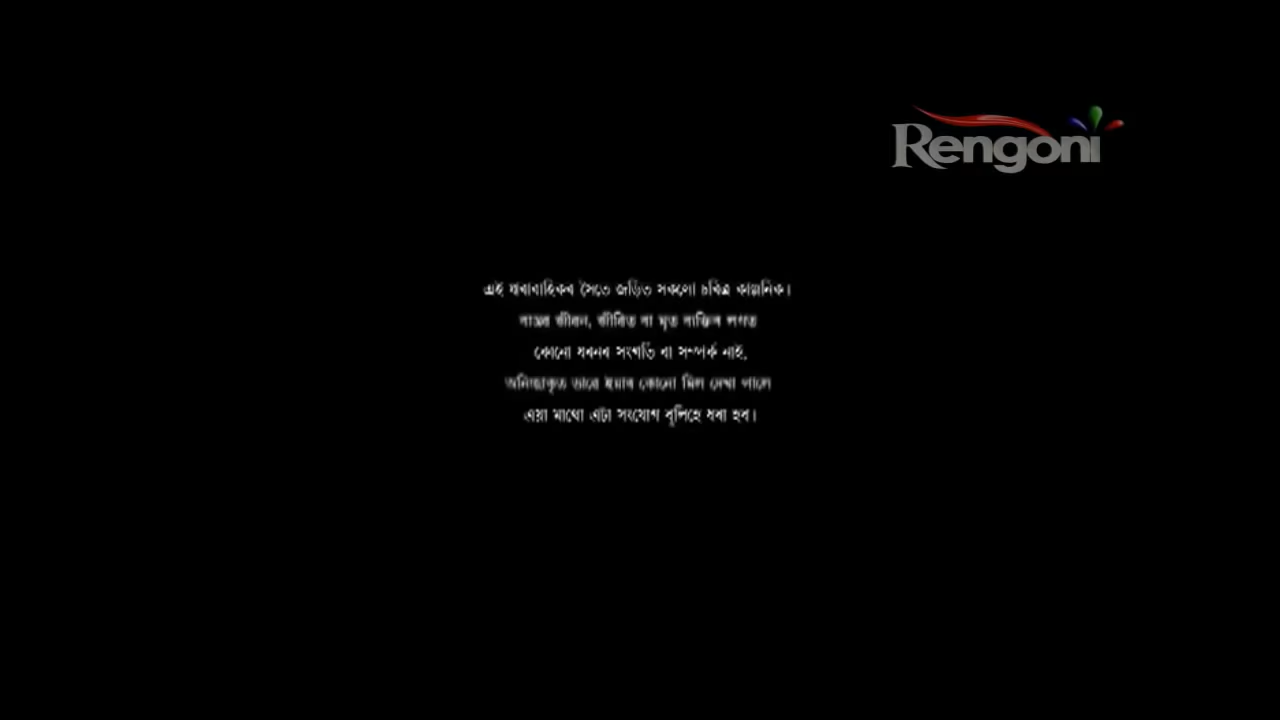 Rengoni
এই ধাৰাবাহিকৰ সৈতে জড়িত সকলো চৰিত্ৰ কাল্পনিক।
বাস্তৱ জীৱন, জীৱিত বা মৃত ব্যক্তিৰ লগত
কোনো ধৰনৰ সংগতি বা সম্পৰ্ক নাই,
অনিচ্ছাকৃত ভাবে ইয়াৰ কোনো মিল দেখা পালে
এয়া মাথো এটা সংযোগ বুলিহে ধৰা হব।